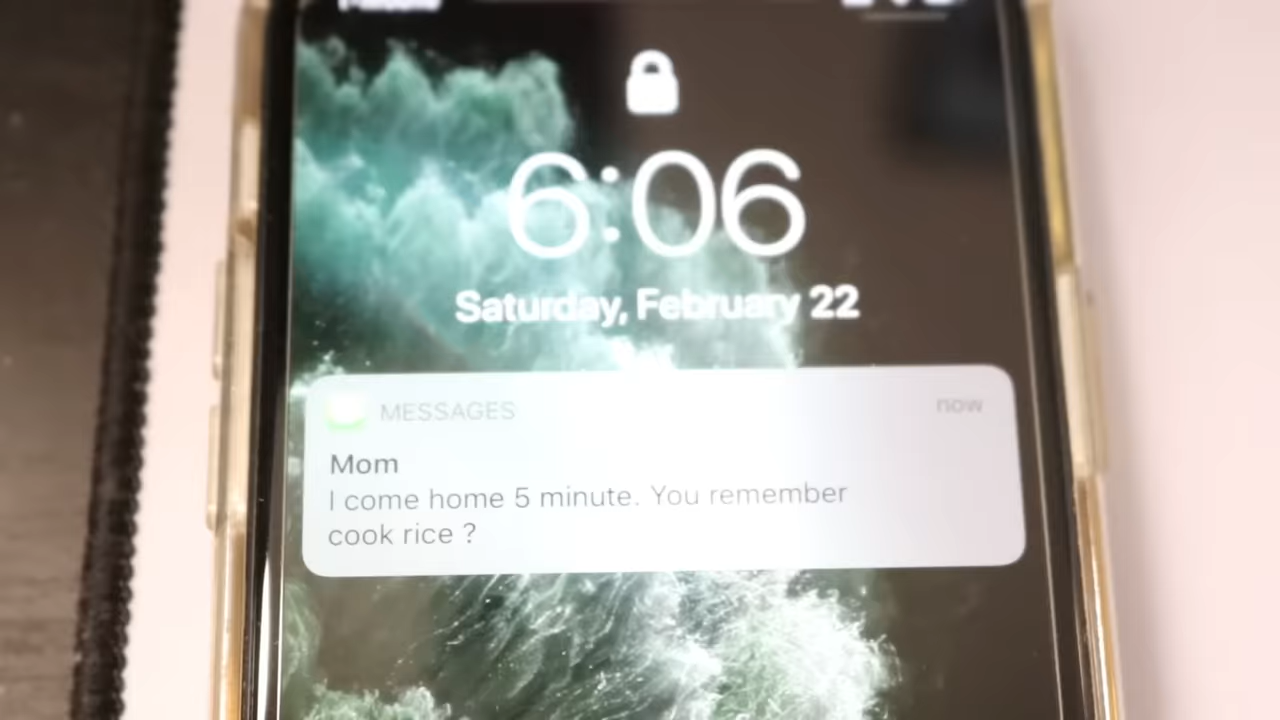 6:06
Saturday, February 22
MESSAGES now
Mom
I come home 5 minute. You remember
cook rice ?